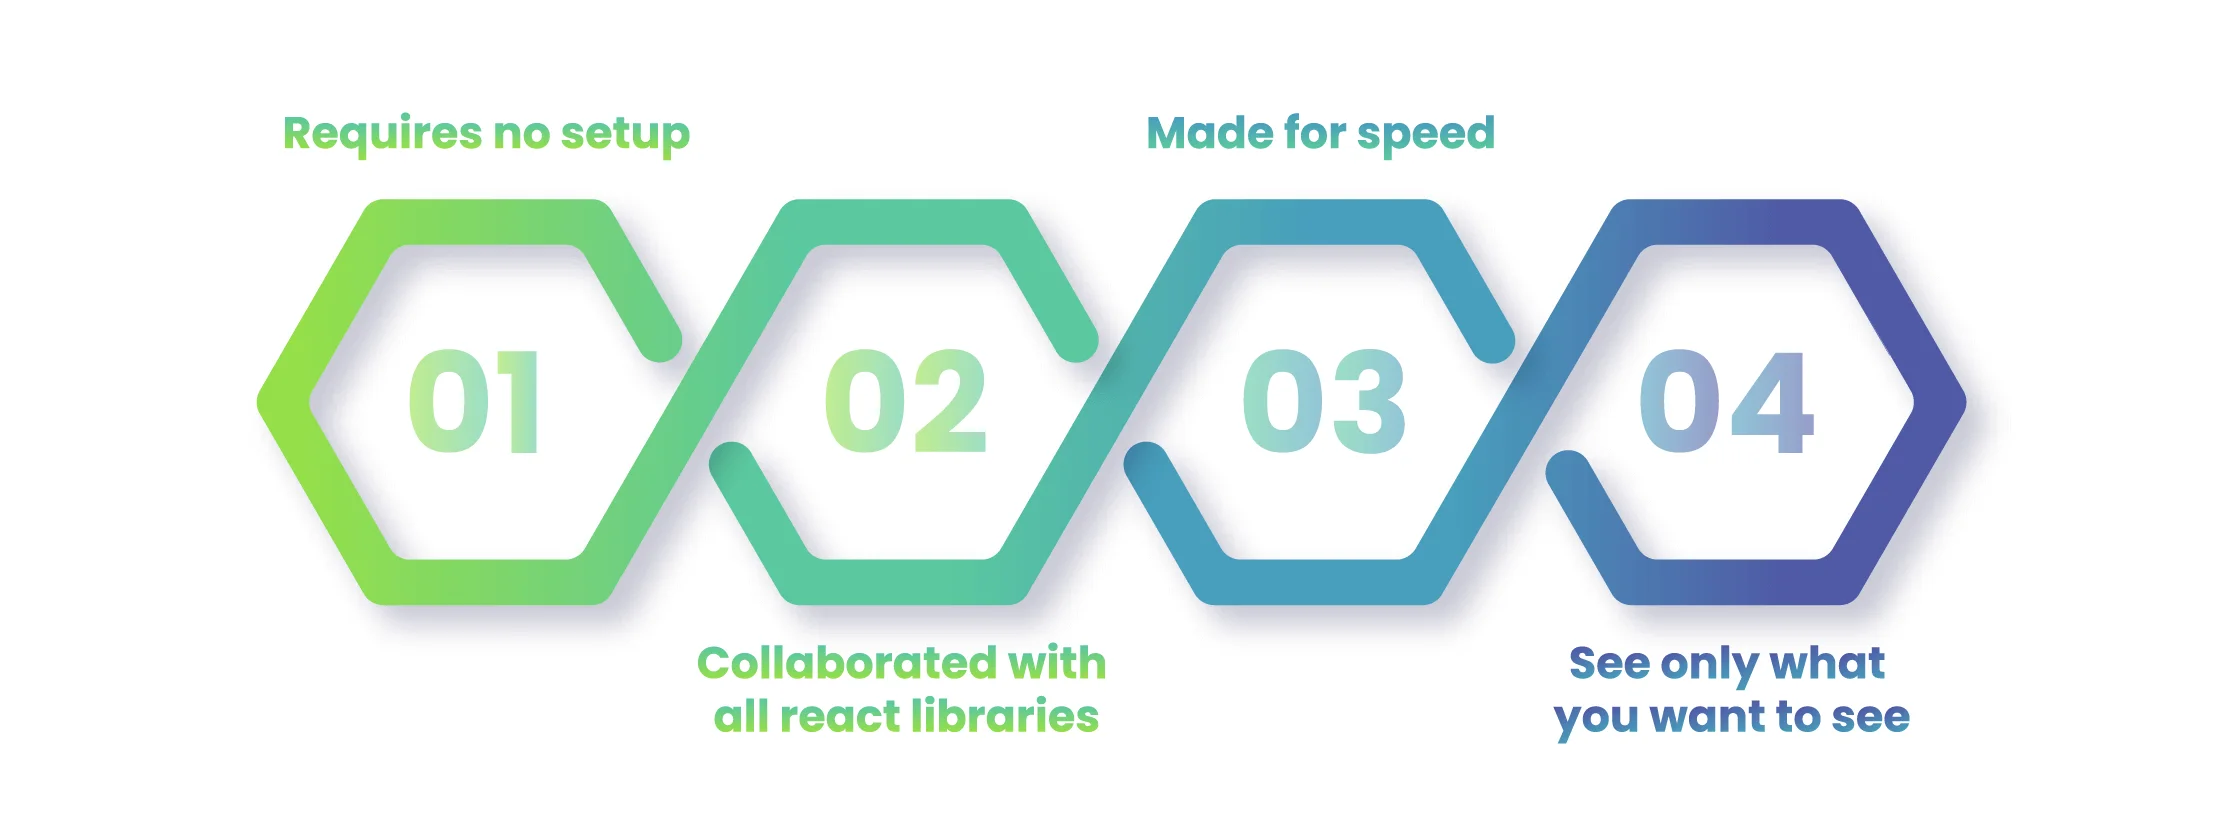 Requires no setup
Made for speed
01
02
03
04
Collaborated with
all react libraries
See only what
you want to see